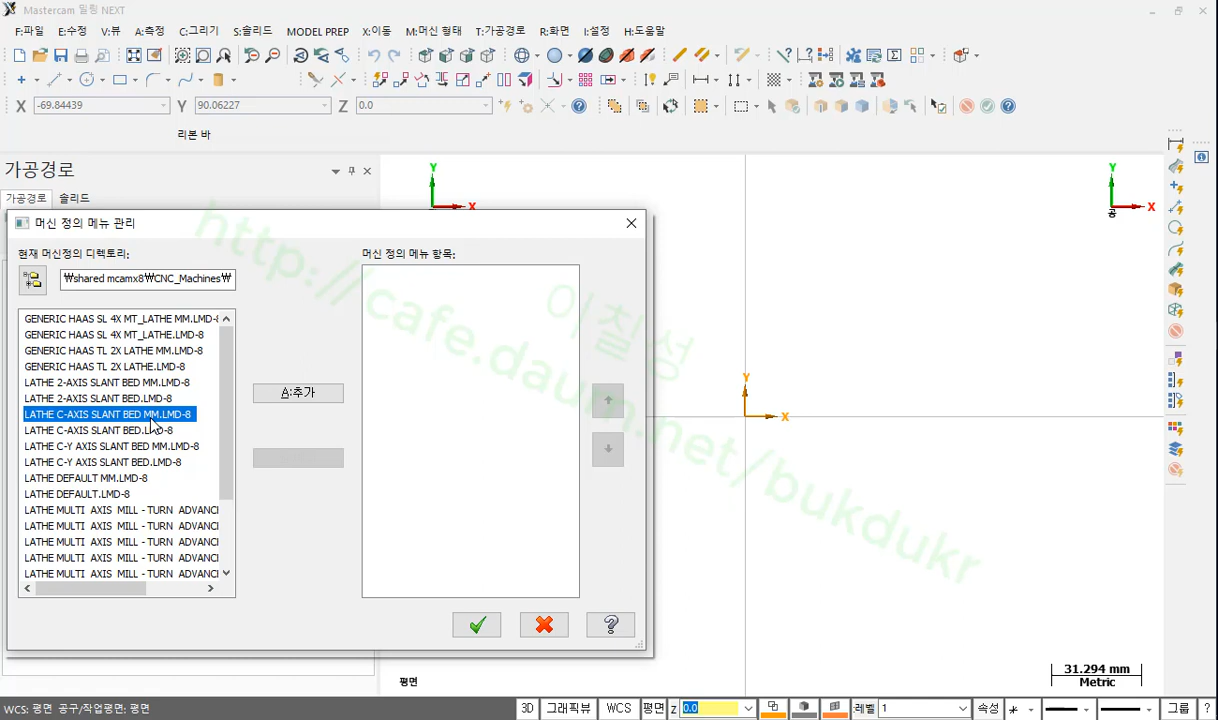 Mastercam 밀링 NEXT
F:파일 E:수정 V:뷰 A:측정 C:그리기 S:솔리드 MODEL PREP X:이동 M:머신 형태 T:가공경로 R:화면 I:설정 H:도움말
X -69.84439 Y 90.06227 Z 0.0
리본 바
가공경로
가공경로 솔리드
Y
X
Y
X
공
머신 정의 메뉴 관리
현재 머신정의 디렉토리:
머신 정의 메뉴 항목:
₩shared mcamx8₩CNC_Machines₩
GENERIC HAAS SL 4X MT_LATHE MM.LMD-8
GENERIC HAAS SL 4X MT_LATHE.LMD-8
GENERIC HAAS TL 2X LATHE MM.LMD-8
GENERIC HAAS TL 2X LATHE.LMD-8
LATHE 2-AXIS SLANT BED MM.LMD-8
LATHE 2-AXIS SLANT BED.LMD-8
LATHE C-AXIS SLANT BED MM.LMD-8
LATHE C-AXIS SLANT BED.LMD-8
LATHE C-Y AXIS SLANT BED MM.LMD-8
LATHE C-Y AXIS SLANT BED.LMD-8
LATHE DEFAULT MM.LMD-8
LATHE DEFAULT.LMD-8
LATHE MULTI AXIS MILL - TURN ADVANC
LATHE MULTI AXIS MILL - TURN ADVANC
LATHE MULTI AXIS MILL - TURN ADVANC
LATHE MULTI AXIS MILL - TURN ADVANC
LATHE MULTI AXIS MILL - TURN ADVANC
A:추가
Y
X
http://cafe.daum.net/bukdukr
이칠성
31.294 mm
Metric
평면
WCS: 평면 공구/작업평면: 평면
3D 그래픽뷰 WCS 평면 Z 0.0 레벨 1 속성 그룹 ?